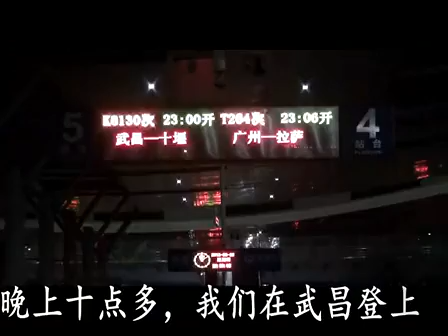 K8130次 23:00开 T264次 23:06开
武昌—十堰 广州—拉萨
5
4
站台
晚上十点多，我们在武昌登上